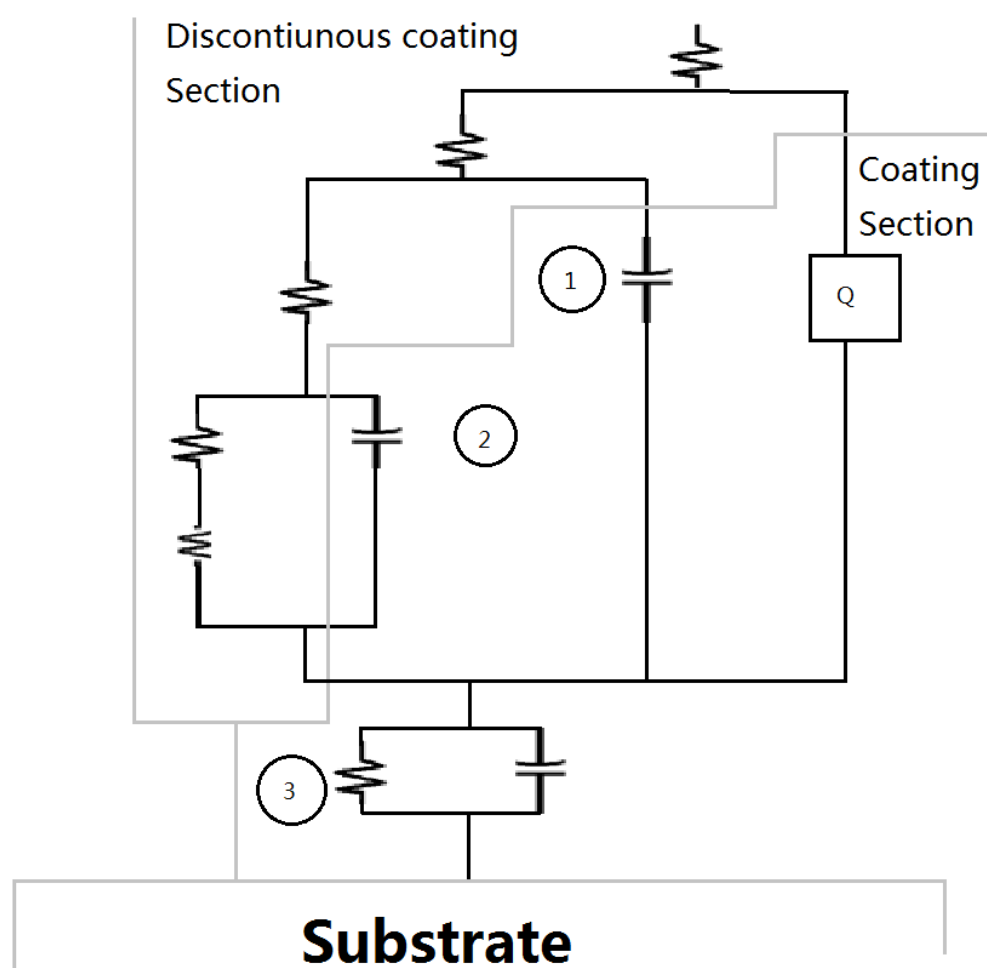 Discontiunous coating
Section
Coating
Section
1
Q
2
3
Substrate